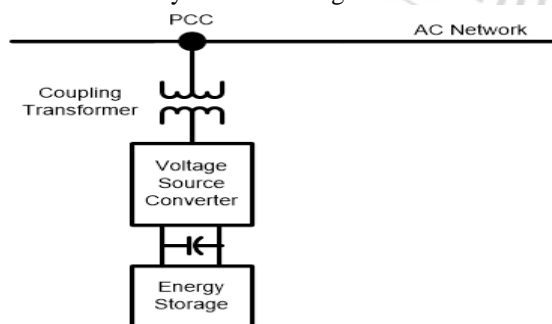 PCC
AC Network
Coupling
Transformer
Voltage
Source
Converter
Energy
Storage